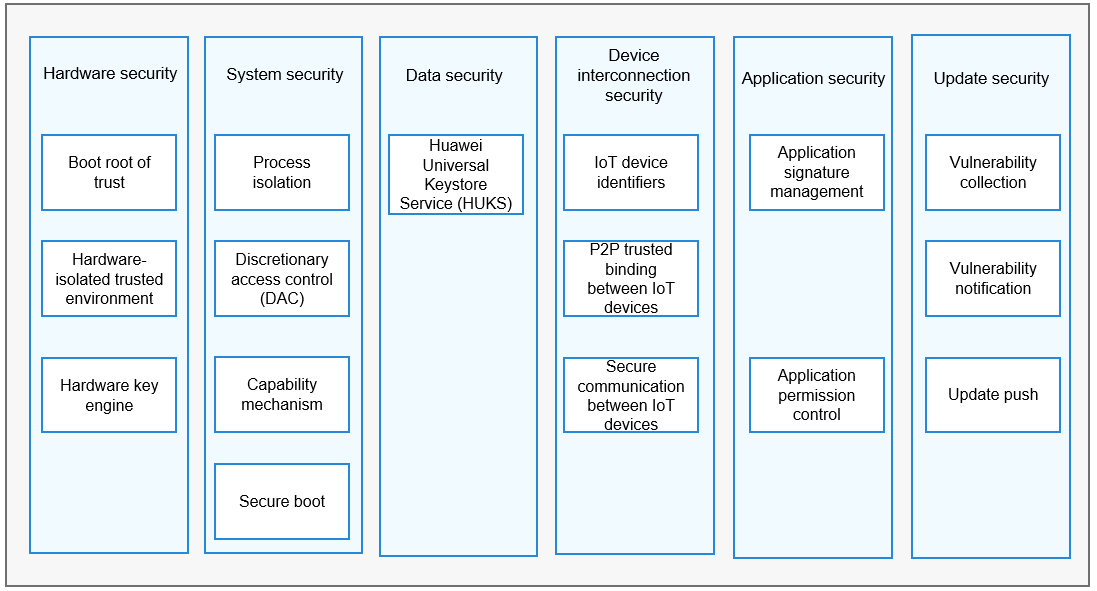 Hardware security
Boot root of
trust
Hardware-
isolated trusted
environment
Hardware key
engine
System security
Process
isolation
Discretionary
access control
(DAC)
Capability
mechanism
Secure boot
Data security
Huawei
Universal
Keystore
Service (HUKS)
Device
interconnection
security
IoT device
identifiers
P2P trusted
binding
between IoT
devices
Secure
communication
between IoT
devices
Application security
Application
signature
management
Application
permission
control
Update security
Vulnerability
collection
Vulnerability
notification
Update push